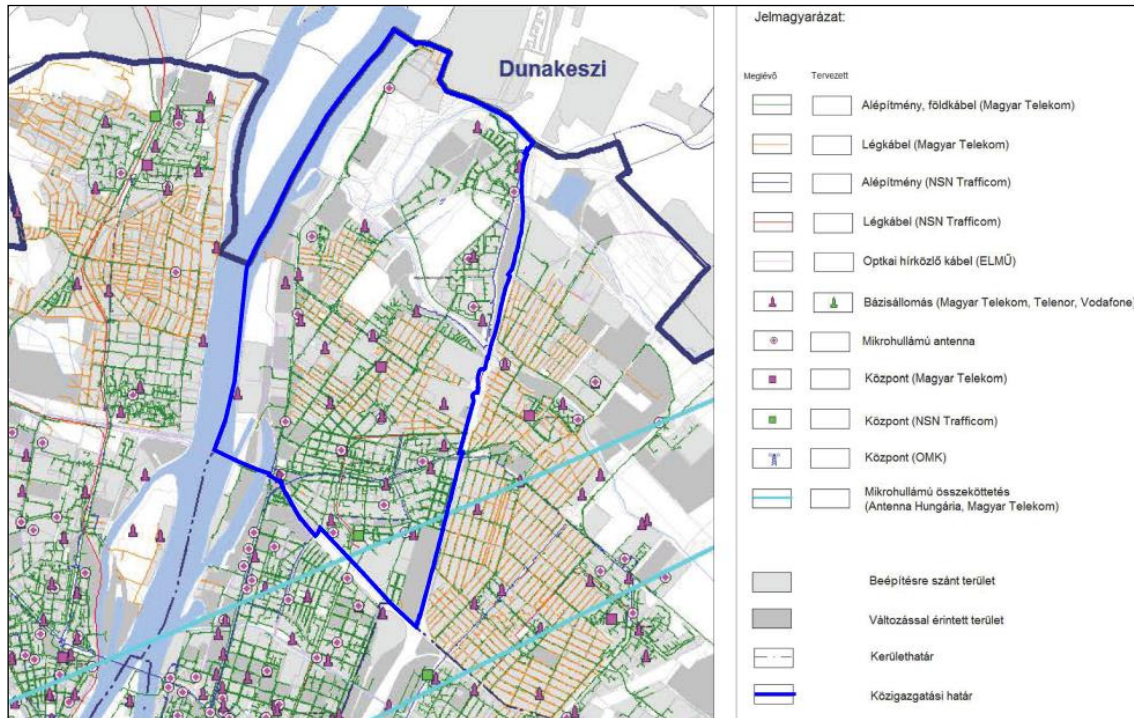 Dunakeszi
Jelmagyarázat:
Meglévő Tervezett
Alépítmény, földkábel (Magyar Telekom)
Légkábel (Magyar Telekom)
Alépítmény (NSN Trafficom)
Légkábel (NSN Trafficom)
Optkai hírközlő kábel (ELMŰ)
Bázisállomás (Magyar Telekom, Telenor, Vodafone)
Mikrohullámú antenna
Központ (Magyar Telekom)
Központ (NSN Trafficom)
Központ (OMK)
Mikrohullámú összeköttetés
(Antenna Hungária, Magyar Telekom)
Beépítésre szánt terület
Változással érintett terület
Kerülethatár
Közigazgatási határ